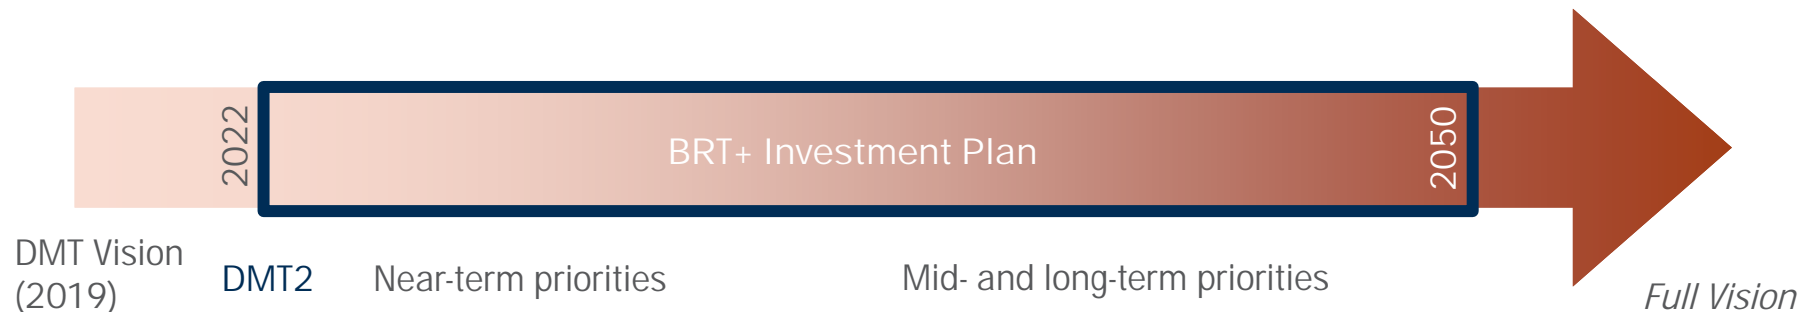 2022
BRT+ Investment Plan
2050
DMT Vision
(2019)
DMT2
Near-term priorities
Mid- and long-term priorities
Full Vision